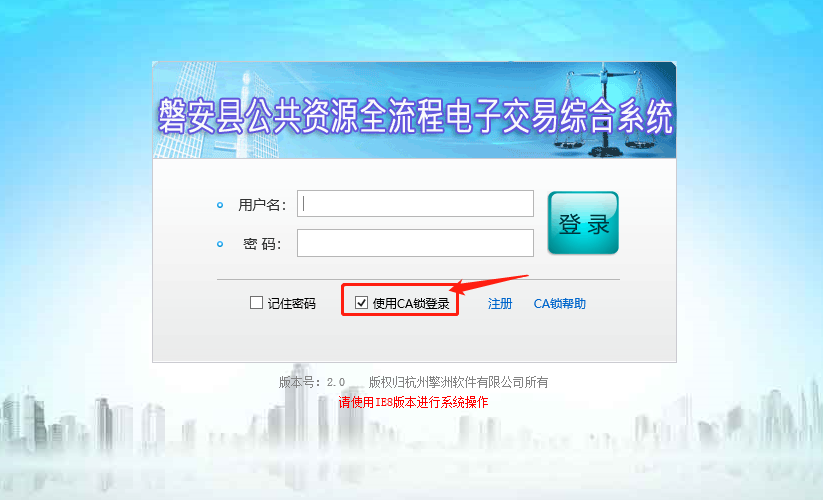 磐安县公共资源全流程电子交易综合系统
用户名：
登 录
密 码：
记住密码 使用CA锁登录 注册 CA锁帮助
版本号：2.0 版权归杭州擎洲软件有限公司所有
请使用IE8版本进行系统操作